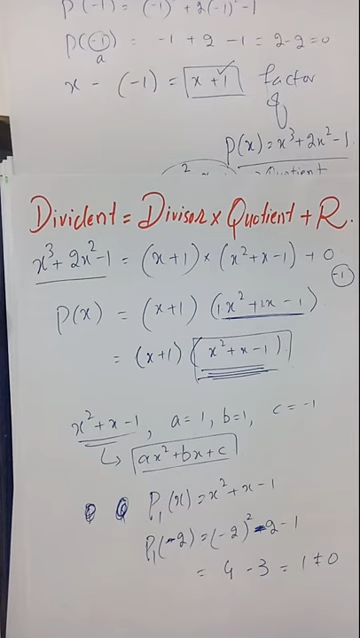 P(-1) = (-1)³ + 2(-1)² - 1
P(-1) = -1 + 2 - 1 = 2-2=0
a
x - (-1) = x + 1 factor
of
P(x) = x³+2x²-1
Quotient
Divident = Divisor × Quotient + R.
x³+2x²-1 = (x+1) × (x²+x-1) + 0
-1
P(x) = (x+1) (1x²+1x-1)
= (x+1) (x²+x-1)
x²+x-1, a=1, b=1, c=-1
↳ ax²+bx+c
P₁(x) = x²+x-1
P₁(-2) = (-2)²-2-1
= 4-3 = 1≠0